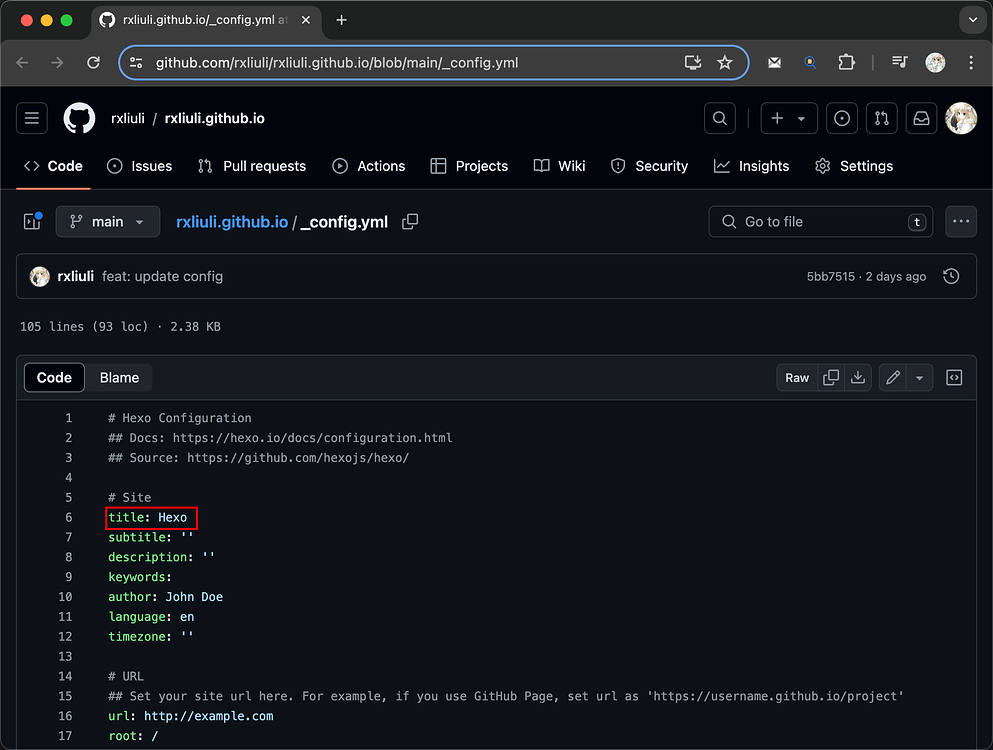 rxliuli.github.io/_config.yml at
github.com/rxliuli/rxliuli.github.io/blob/main/_config.yml
rxliuli / rxliuli.github.io
Code Issues Pull requests Actions Projects Wiki Security Insights Settings
main rxliuli.github.io / _config.yml Go to file t
rxliuli feat: update config 5bb7515 · 2 days ago
105 lines (93 loc) · 2.38 KB
Code Blame Raw
1 # Hexo Configuration
2 ## Docs: https://hexo.io/docs/configuration.html
3 ## Source: https://github.com/hexojs/hexo/
4
5 # Site
6 title: Hexo
7 subtitle: ''
8 description: ''
9 keywords:
10 author: John Doe
11 language: en
12 timezone: ''
13
14 # URL
15 ## Set your site url here. For example, if you use GitHub Page, set url as 'https://username.github.io/project'
16 url: http://example.com
17 root: /